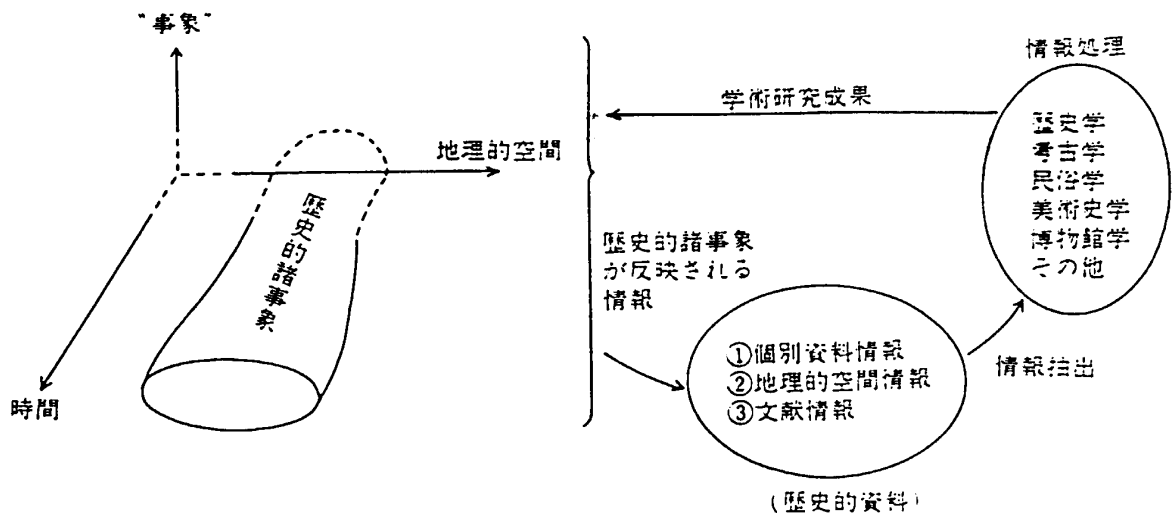 "事象"
地理的空間
歴史的諸事象
時間
情報処理
学術研究成果
歴史学
考古学
民俗学
美術史学
博物館学
その他
歴史的諸事象
が反映される
情報
①個別資料情報
②地理的空間情報
③文献情報
情報抽出
(歴史的資料)